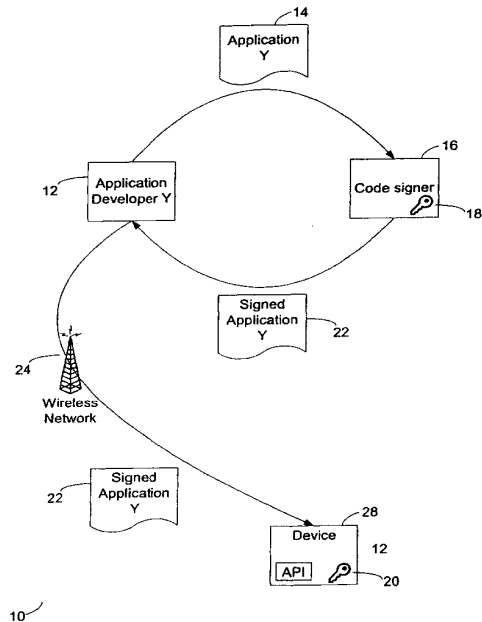 14
Application
Y
16
12
Application
Developer Y
Code signer
18
Signed
Application
Y
22
24
Wireless
Network
22
Signed
Application
Y
28
Device
12
API
20
10